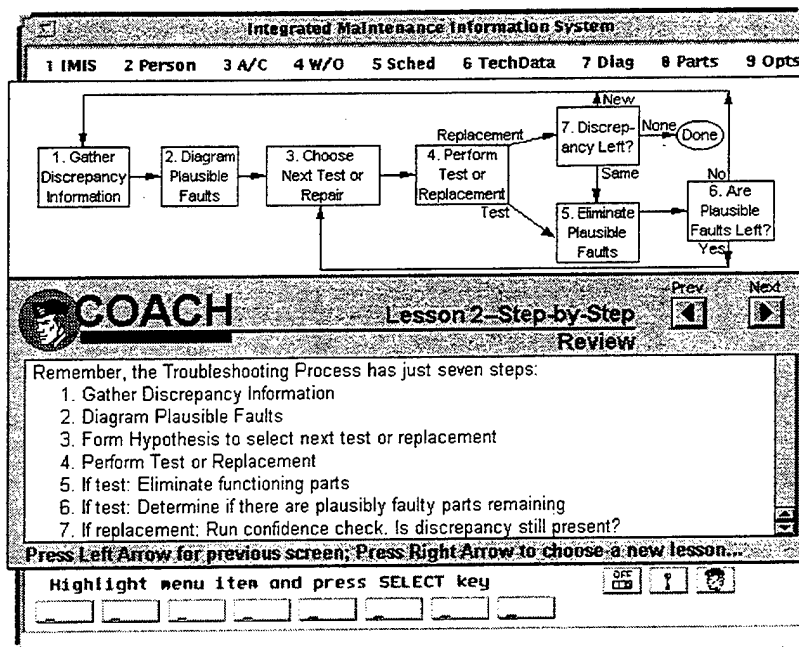 Integrated Maintenance Information System
1 IMIS 2 Person 3 A/C 4 W/O 5 Sched 6 TechData 7 Diag 8 Parts 9 Opts
New
Replacement
7. Discrep-
ancy Left?
None
Done
1. Gather
Discrepancy
Information
2. Diagram
Plausible
Faults
3. Choose
Next Test or
Repair
4. Perform
Test or
Replacement
Same
No
Test
5. Eliminate
Plausible
Faults
6. Are
Plausible
Faults Left?
Yes
Prev
Next
COACH
Lesson 2–Step-by-Step
Review
Remember, the Troubleshooting Process has just seven steps:
1. Gather Discrepancy Information
2. Diagram Plausible Faults
3. Form Hypothesis to select next test or replacement
4. Perform Test or Replacement
5. If test: Eliminate functioning parts
6. If test: Determine if there are plausibly faulty parts remaining
7. If replacement: Run confidence check. Is discrepancy still present?
Press Left Arrow for previous screen; Press Right Arrow to choose a new lesson...
Highlight menu item and press SELECT key
OFF